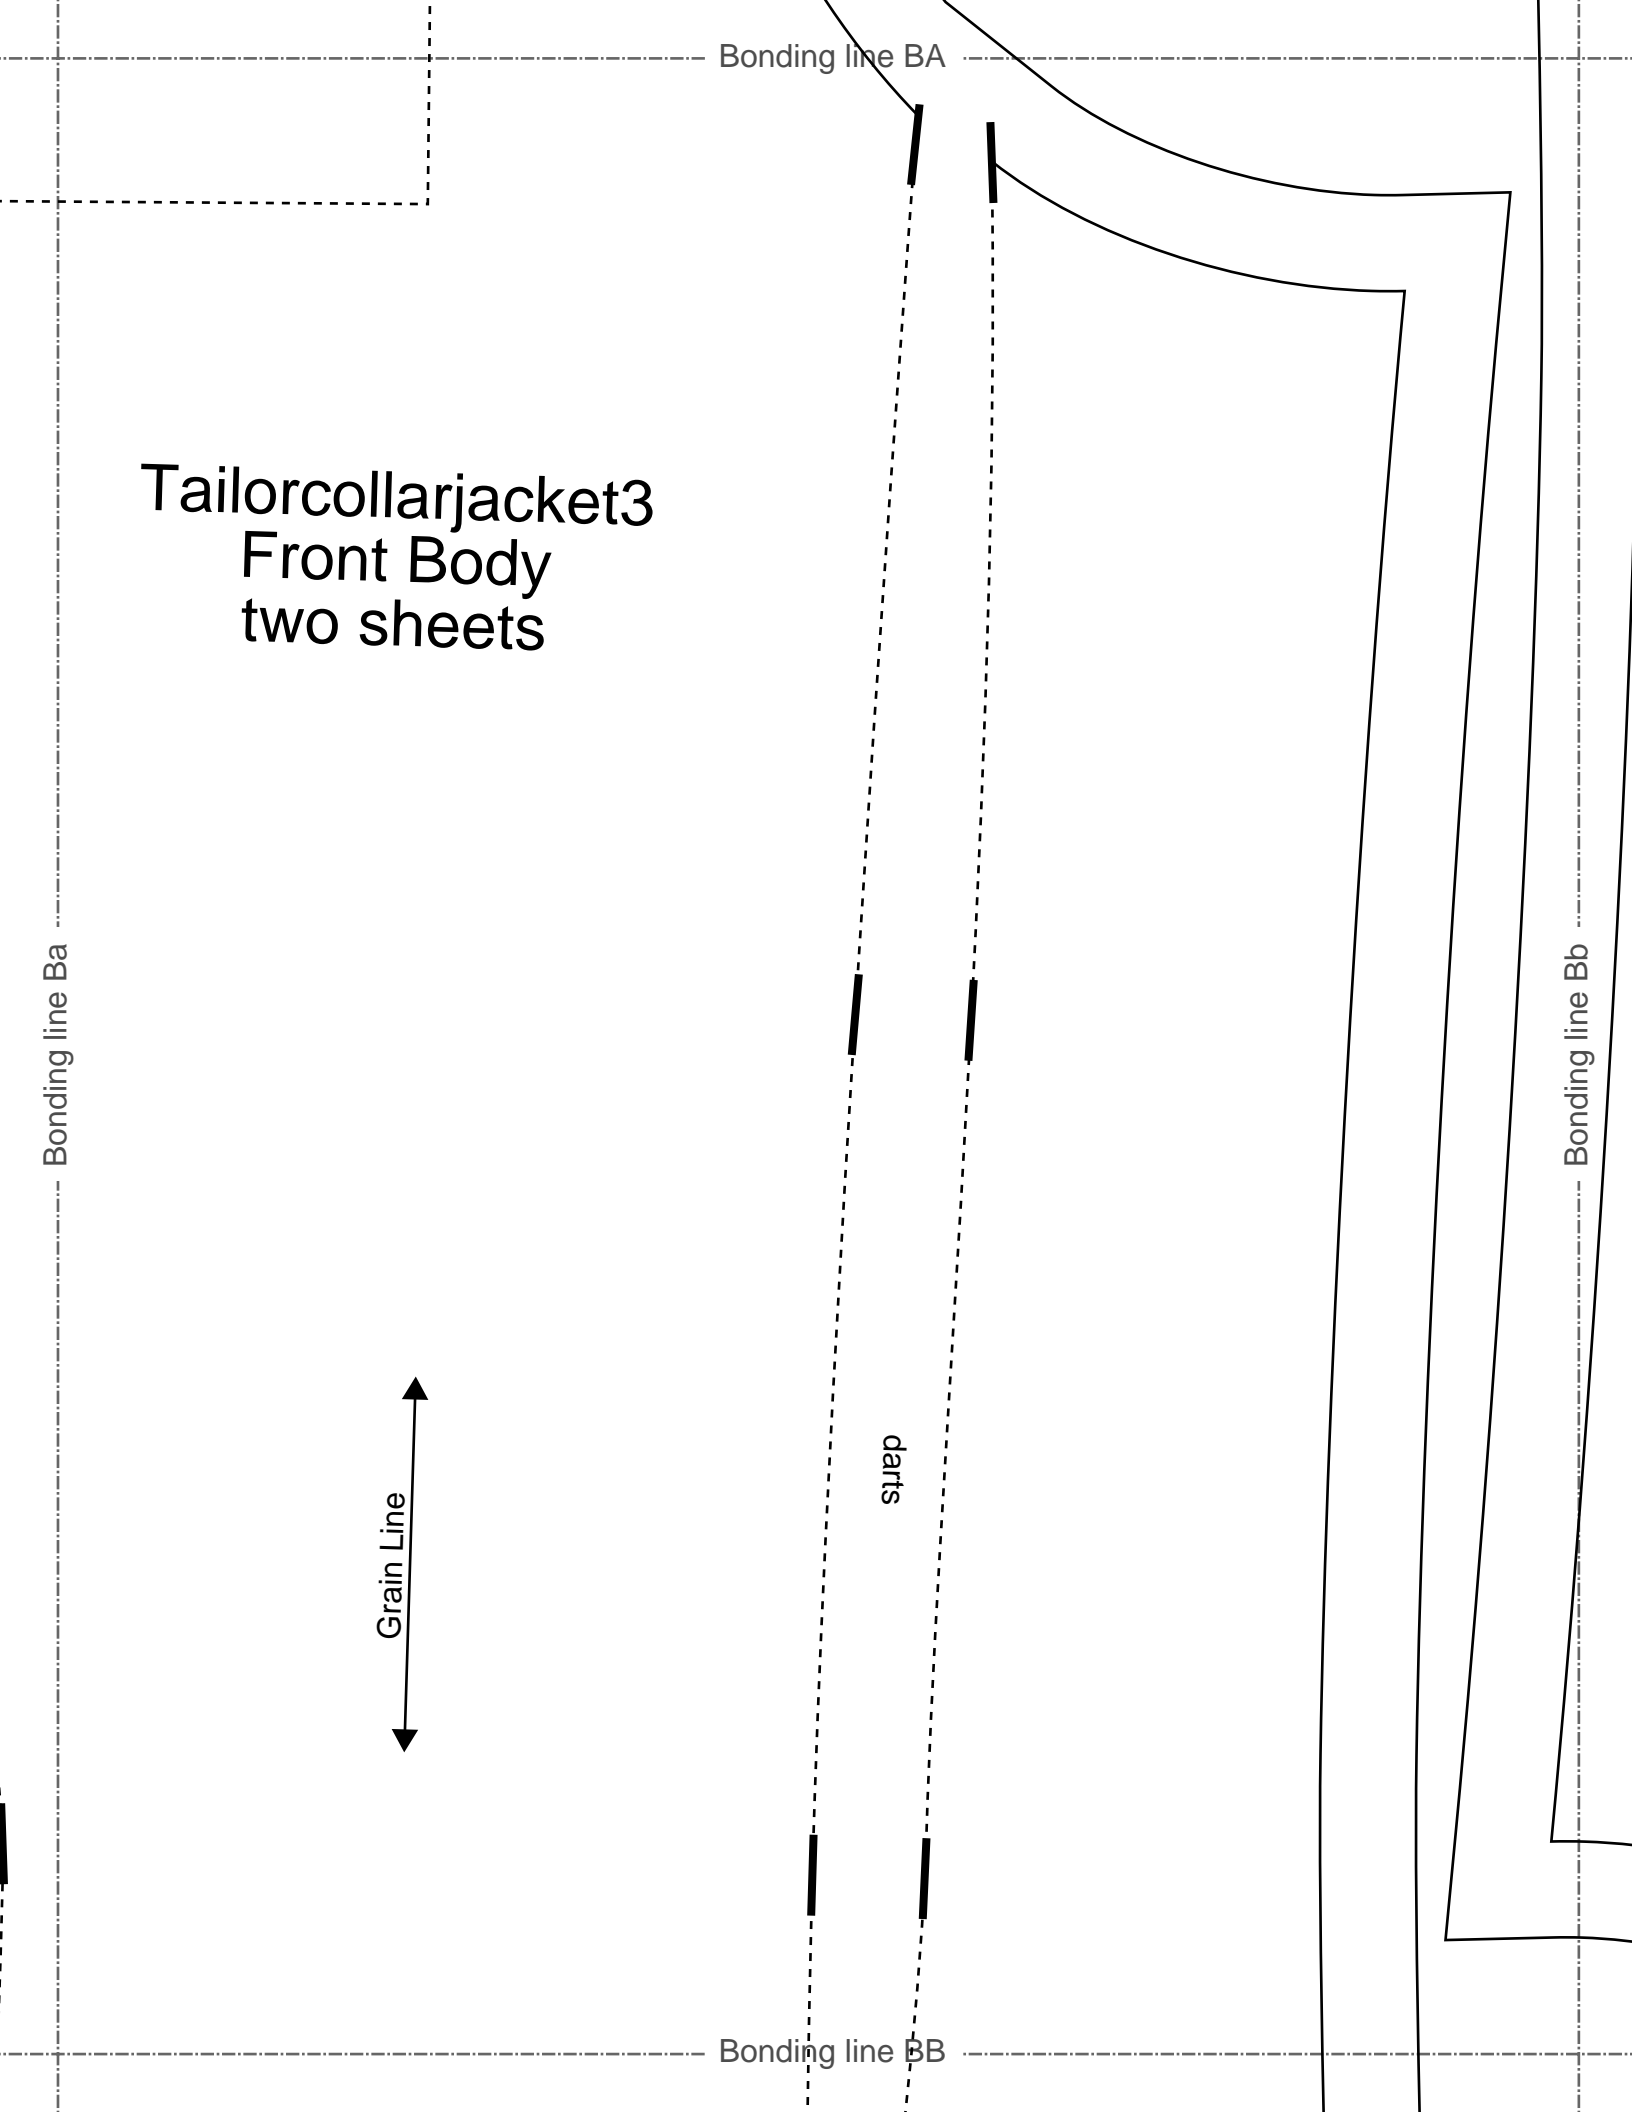 Bonding line BA
Tailorcollarjacket3
Front Body
two sheets
Bonding line Ba
Bonding line Bb
darts
Grain Line
Bonding line BB